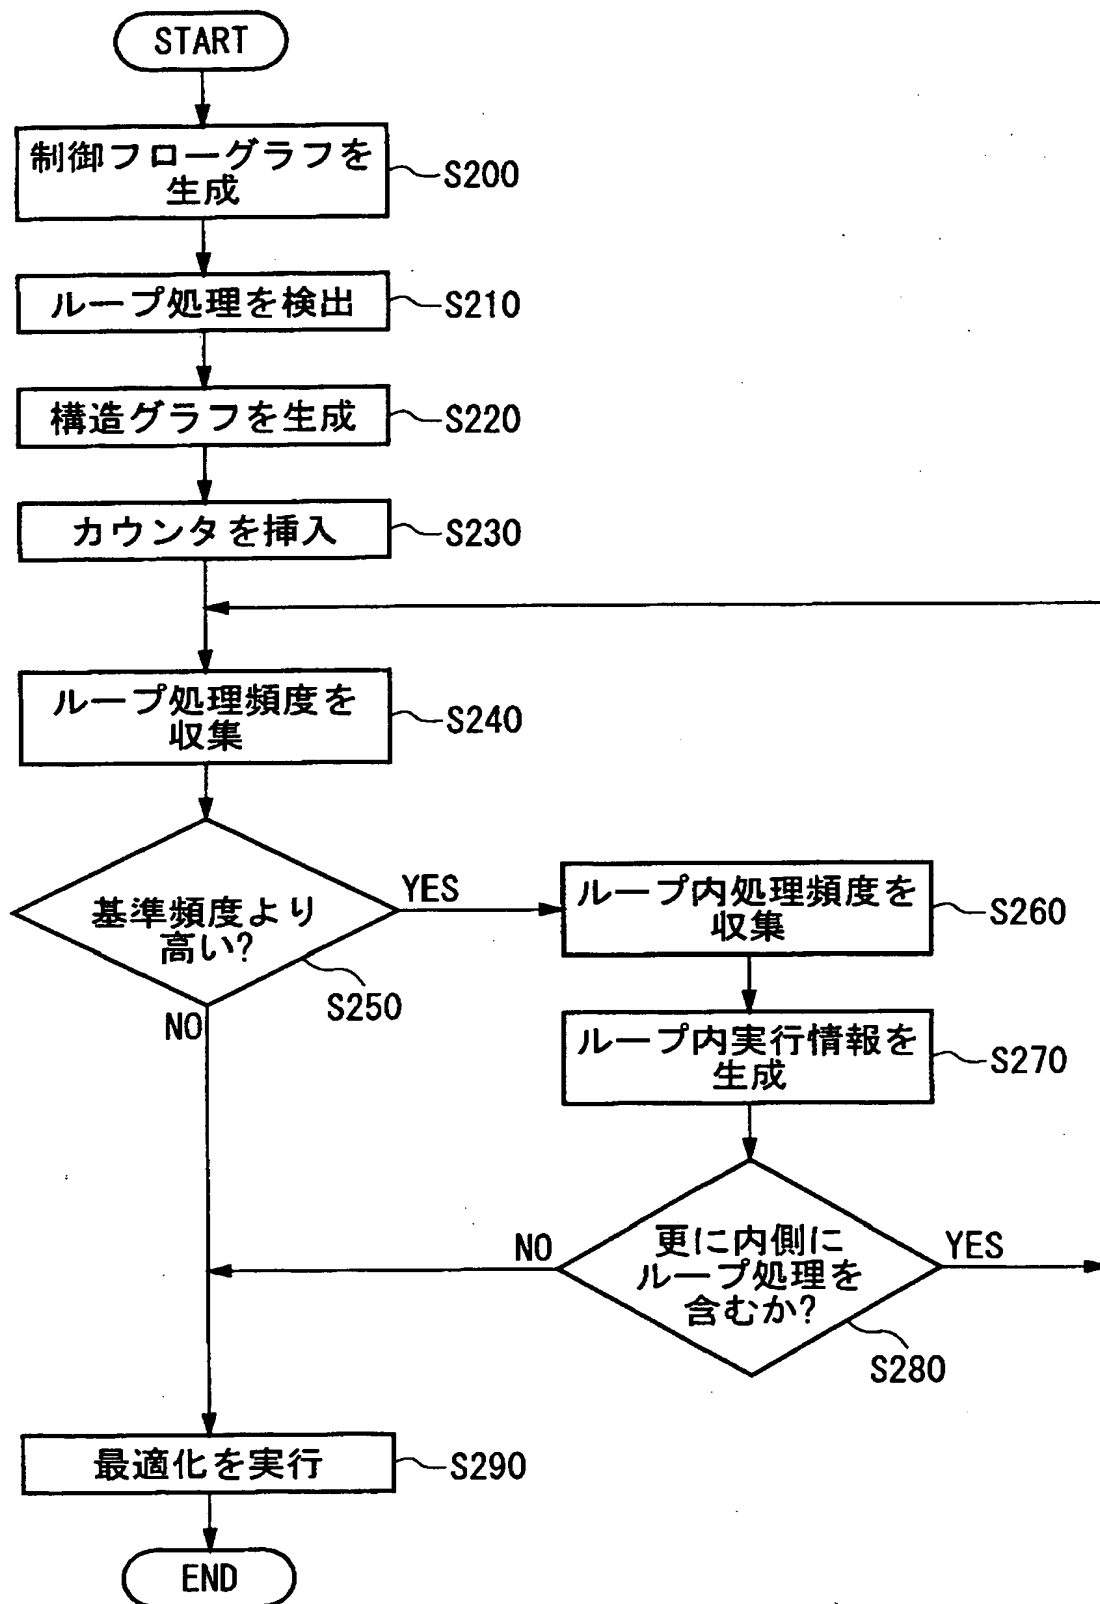 START
制御フローグラフを
生成
S200
ループ処理を検出
S210
構造グラフを生成
S220
カウンタを挿入
S230
ループ処理頻度を
収集
S240
基準頻度より
高い?
YES
S250
NO
ループ内処理頻度を
収集
S260
ループ内実行情報を
生成
S270
更に内側に
ループ処理を
含むか?
NO
YES
S280
最適化を実行
S290
END